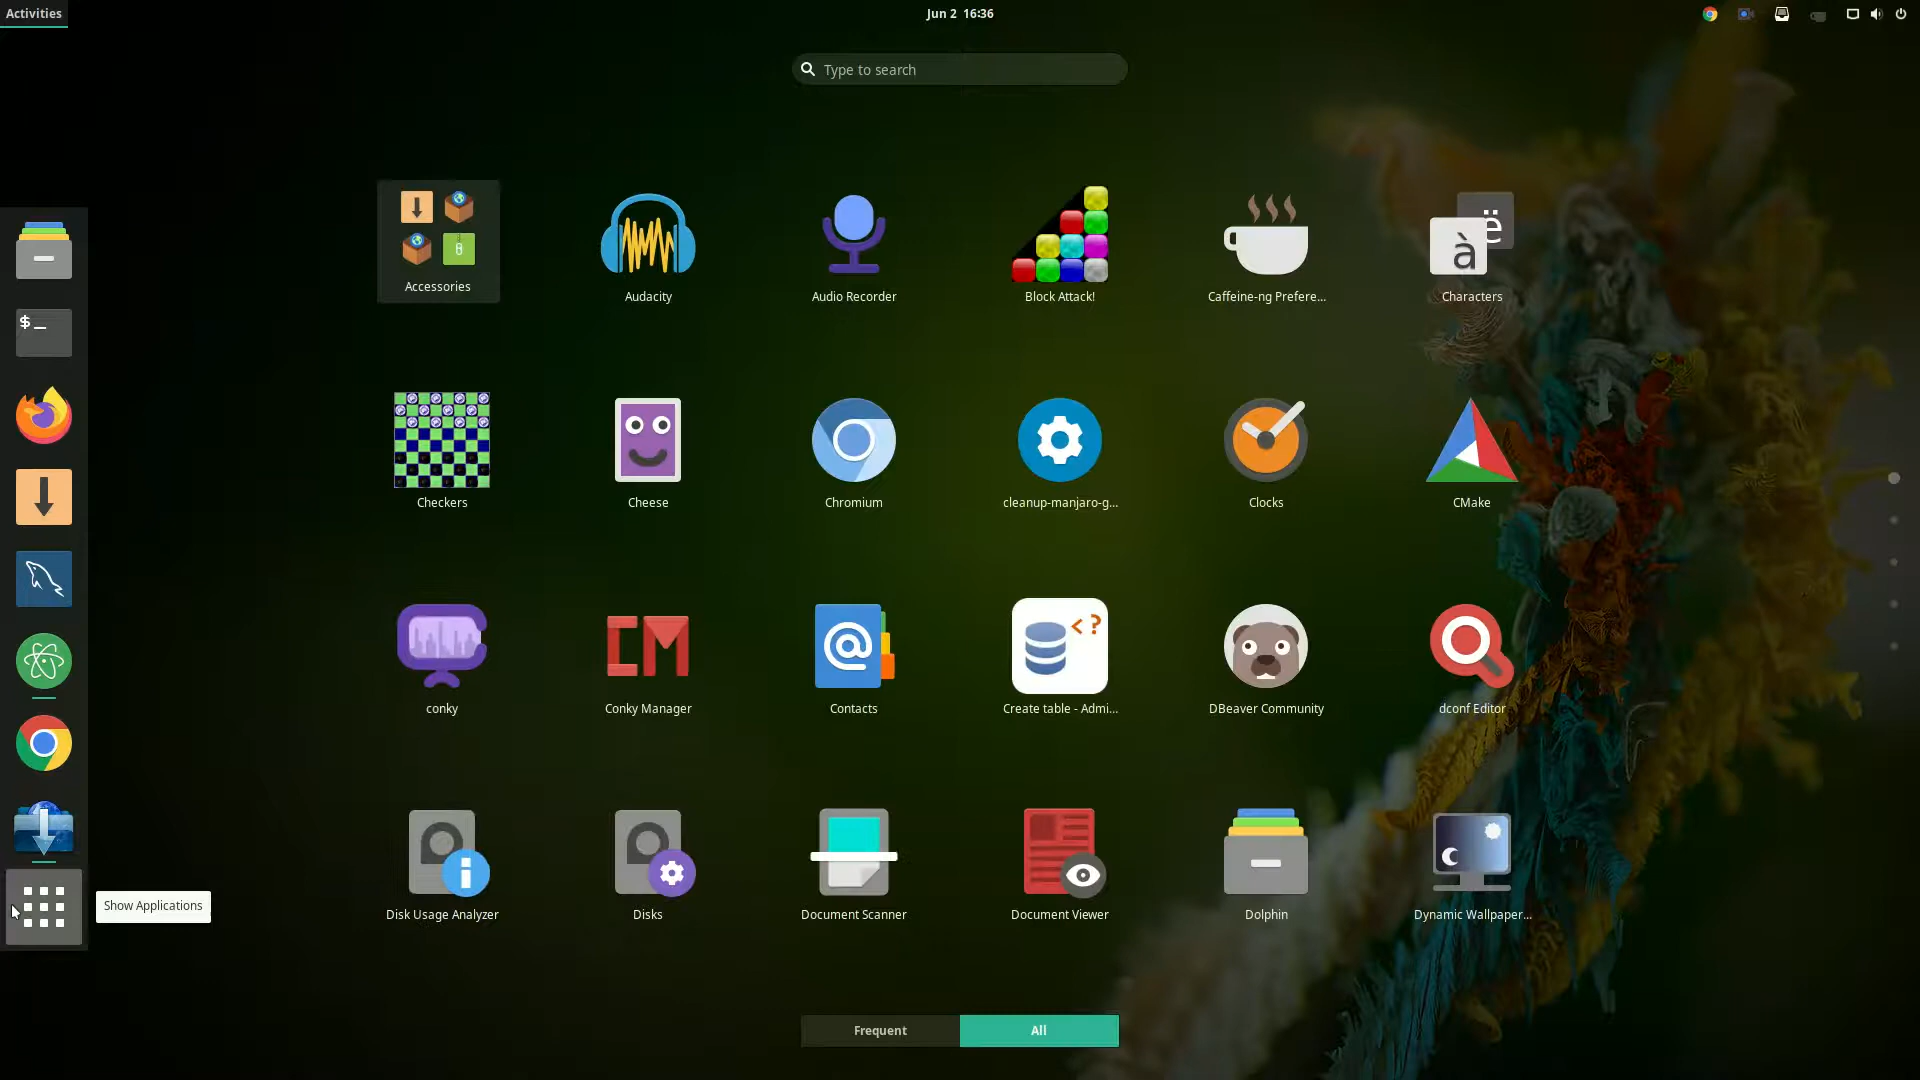 Activities
Jun 2 16:36
Type to search
Accessories
Audacity
Audio Recorder
Block Attack!
Caffeine-ng Prefere...
Characters
à ë
$_
Checkers
Cheese
Chromium
cleanup-manjaro-g...
Clocks
CMake
conky
CM
Conky Manager
@
Contacts
<?
Create table - Admi...
DBeaver Community
dconf Editor
i
Disk Usage Analyzer
Disks
Document Scanner
Document Viewer
Dolphin
Dynamic Wallpaper...
Show Applications
Frequent
All